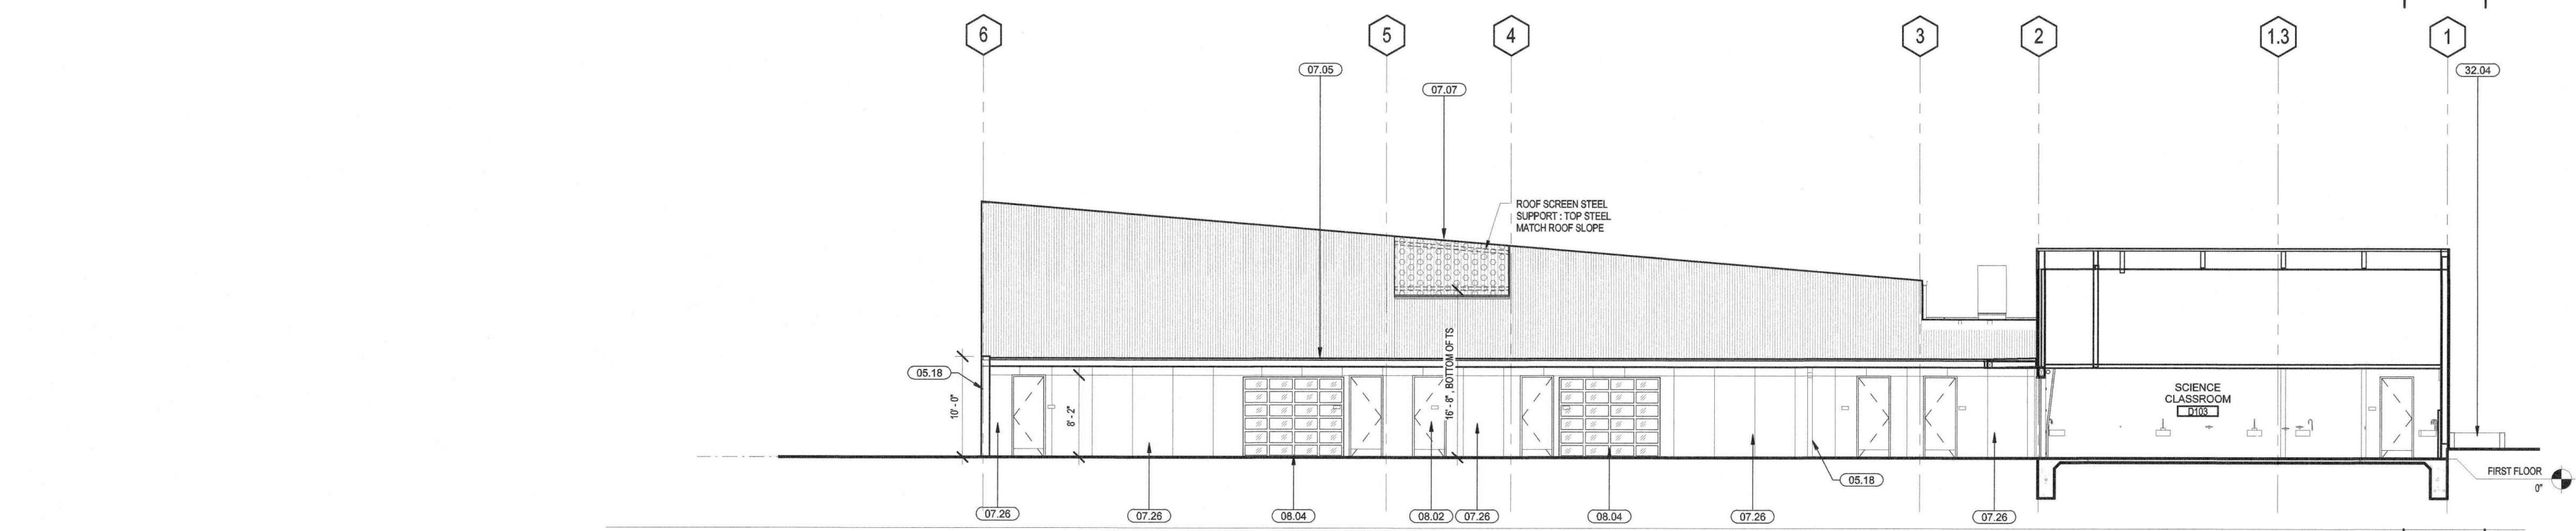 6
5
4
3
2
1.3
1
07.05
32.04
07.07
ROOF SCREEN STEEL
SUPPORT : TOP STEEL
MATCH ROOF SLOPE
05.18
10' - 0"
8' - 2"
16' - 8", BOTTOM OF TS
SCIENCE
CLASSROOM
D103
05.18
FIRST FLOOR
0"
07.26
07.26
08.04
08.02
07.26
08.04
07.26
07.26